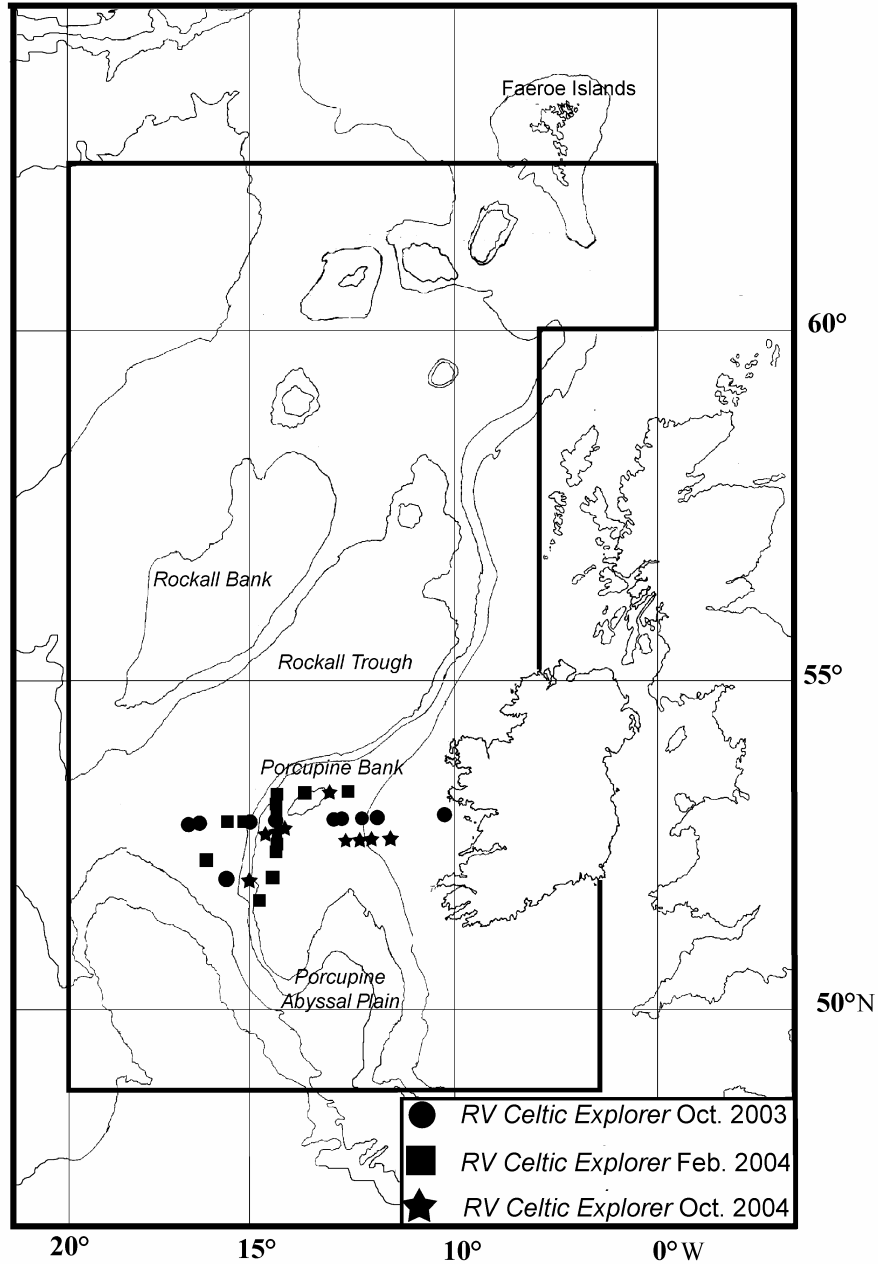 Faeroe Islands
60°
Rockall Bank
Rockall Trough
55°
Porcupine Bank
Porcupine
Abyssal Plain
50°N
RV Celtic Explorer Oct. 2003
RV Celtic Explorer Feb. 2004
RV Celtic Explorer Oct. 2004
20° 15° 10° 0° W